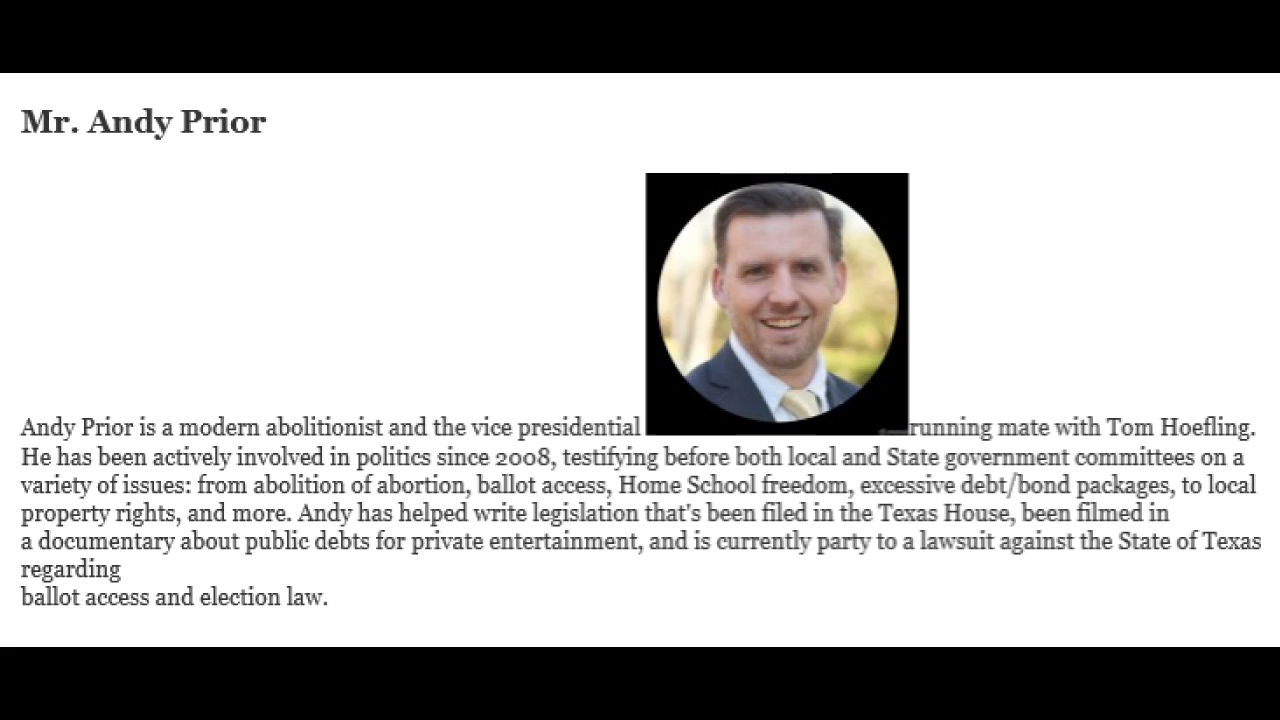 Mr. Andy Prior
Andy Prior is a modern abolitionist and the vice presidential running mate with Tom Hoefling.
He has been actively involved in politics since 2008, testifying before both local and State government committees on a
variety of issues: from abolition of abortion, ballot access, Home School freedom, excessive debt/bond packages, to local
property rights, and more. Andy has helped write legislation that's been filed in the Texas House, been filmed in
a documentary about public debts for private entertainment, and is currently party to a lawsuit against the State of Texas
regarding
ballot access and election law.